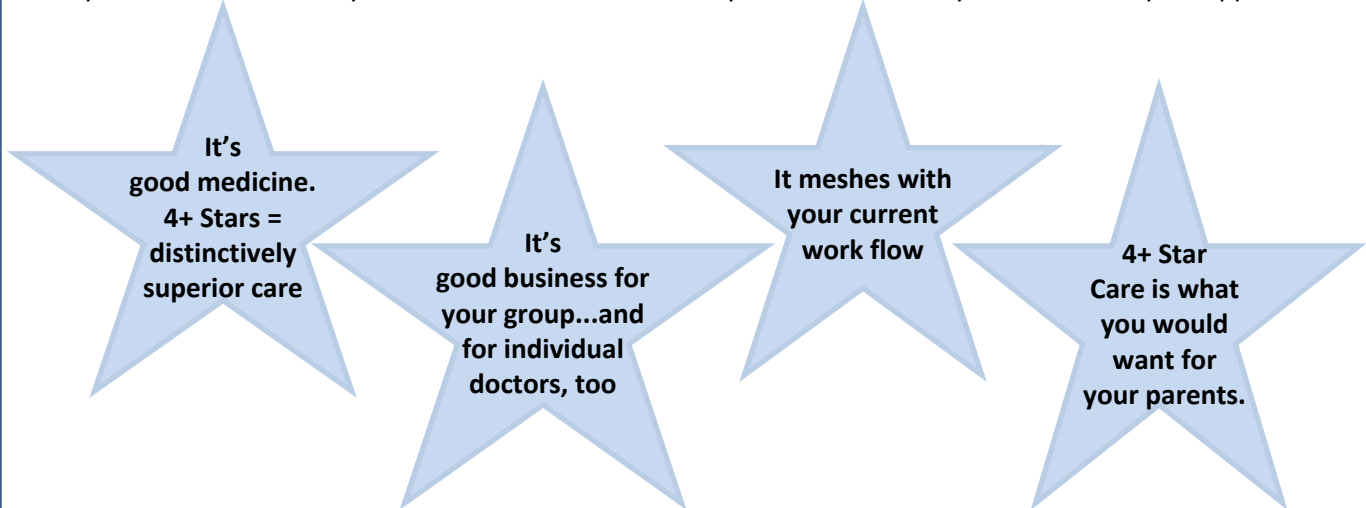 It's
good medicine.
4+ Stars =
distinctively
superior care
It's
good business for
your group...and
for individual
doctors, too
It meshes with
your current
work flow
4+ Star
Care is what
you would
want for
your parents.